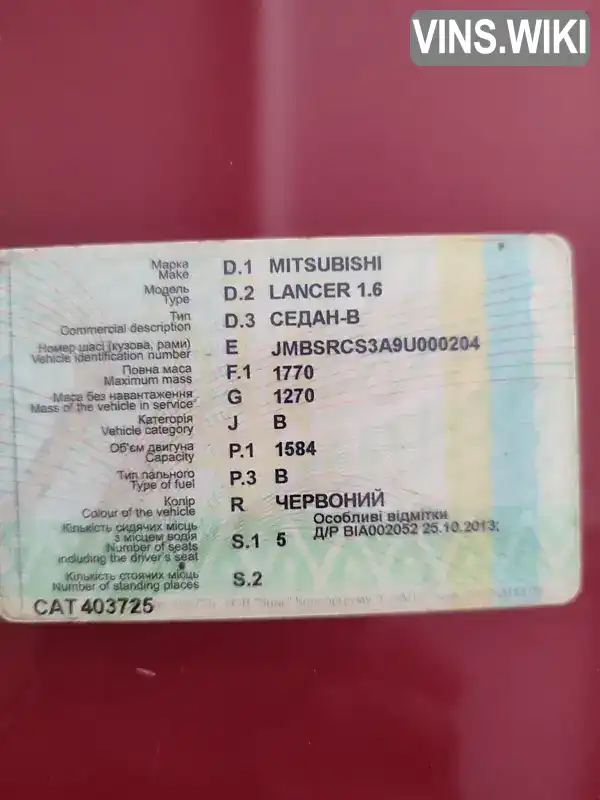 VINS.WIKI
Марка
Make
D.1 MITSUBISHI
Модель
Type
D.2 LANCER 1.6
Тип
Commercial description
D.3 СЕДАН-В
Номер шасі (кузова, рами)
Vehicle identification number
E JMBSRCS3A9U000204
Повна маса
Maximum mass
F.1 1770
Маса без навантаження
Mass of the vehicle in service
G 1270
Категорія
Vehicle category
J B
Об'єм двигуна
Capacity
P.1 1584
Тип пального
Type of fuel
P.3 B
Колір
Colour of the vehicle
R ЧЕРВОНИЙ
Кількість сидячих місць
з місцем водія
Number of seats
including the driver's seat
S.1 5
Особливі відмітки
Д/Р ВІА002052 25.10.2013;
Кількість стоячих місць
Number of standing places
S.2
САТ 403725